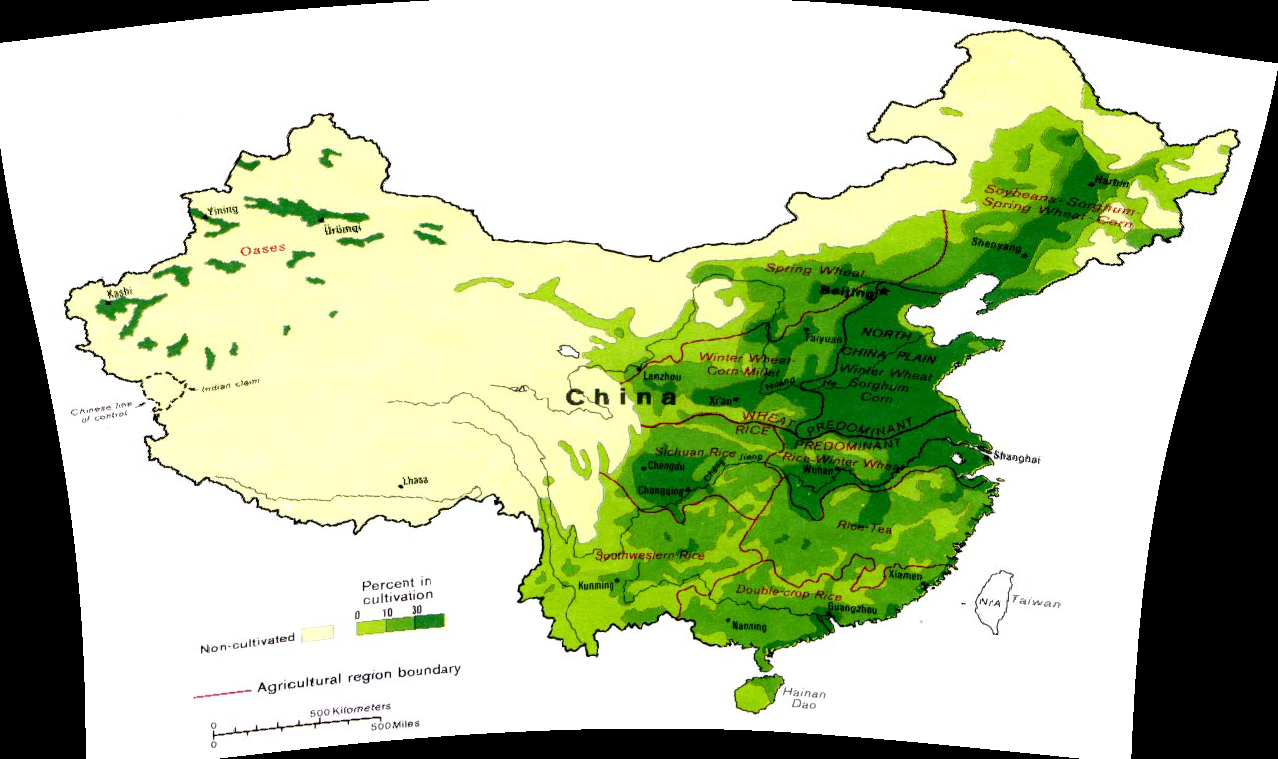 Harbin
Soybeans-Sorghum-
Spring Wheat-Corn
Shenyang
Yining
Ürümqi
Oases
Kashi
Spring Wheat
Beijing
Taiyuan
NORTH
CHINA PLAIN
Winter Wheat
Sorghum
Corn
Winter Wheat-
Corn-Millet
Lanzhou
Huang
He
Indian claim
Chinese line
of control
China
Xi'an
WHEAT
RICE
PREDOMINANT
PREDOMINANT
Sichuan Rice
Jiang
Rice-Winter Wheat
Shanghai
Chengdu
Wuhan
Chang
Chongqing
Lhasa
Rice-Tea
Southwestern Rice
Kunming
Xiamen
Double-crop Rice
Guangzhou
Nanning
N/A
Taiwan
Percent in
cultivation
0 10 30
Non-cultivated
Agricultural region boundary
Hainan
Dao
0 500 Kilometers
0 500 Miles